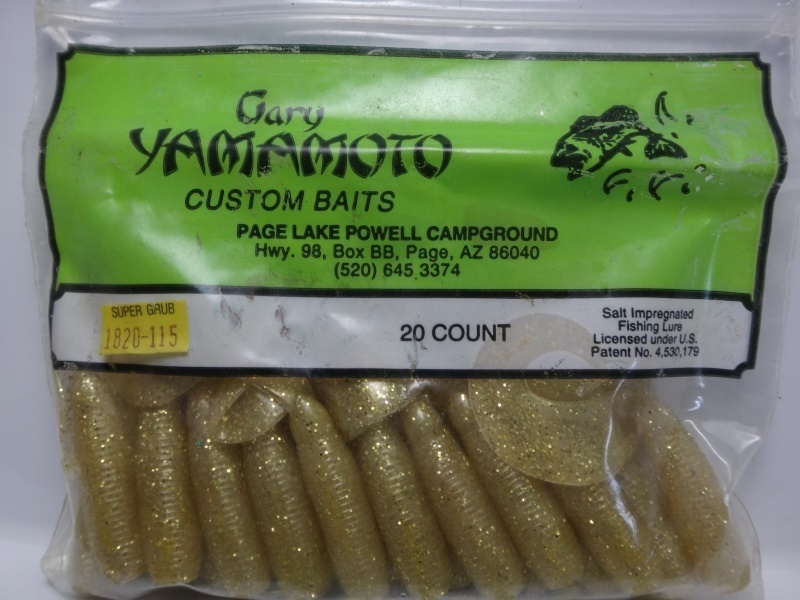 Gary
YAMAMOTO
CUSTOM BAITS
PAGE LAKE POWELL CAMPGROUND
Hwy. 98, Box BB, Page, AZ 86040
(520) 645 3374
SUPER GRUB
1820-115
20 COUNT
Salt Impregnated
Fishing Lure
Licensed under U.S.
Patent No. 4,530,179